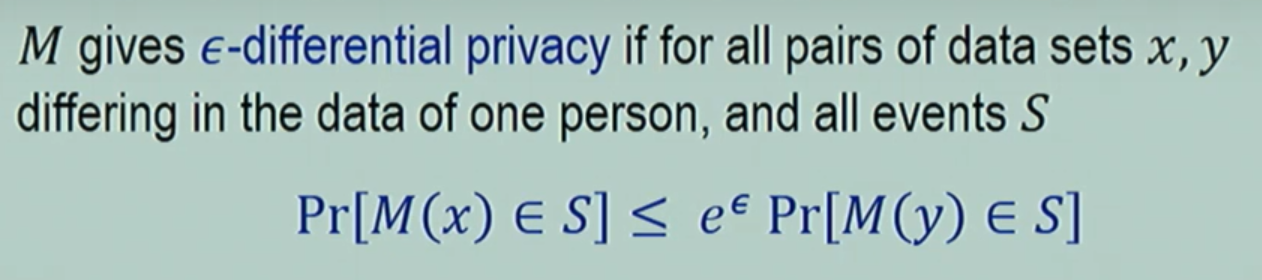 M gives ϵ-differential privacy if for all pairs of data sets x, y
differing in the data of one person, and all events S
Pr[M(x) ∈ S] ≤ e^ϵ Pr[M(y) ∈ S]